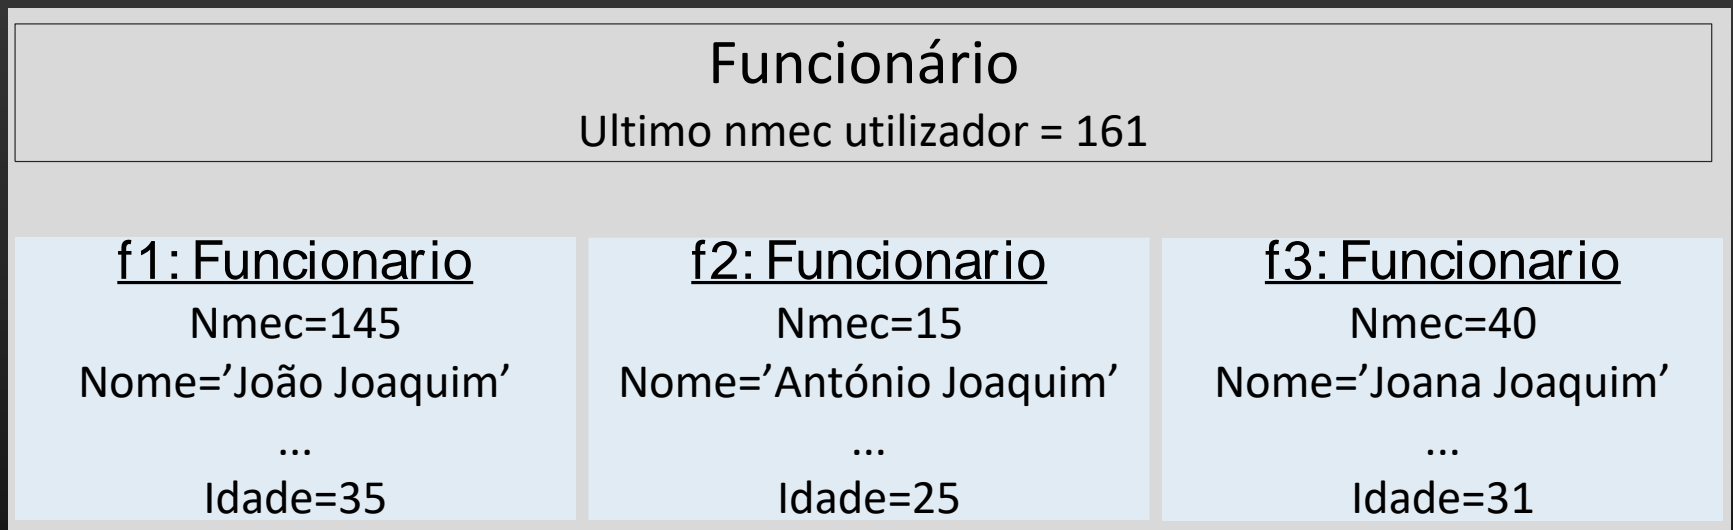 Funcionário
Ultimo nmec utilizador = 161
f1: Funcionario
Nmec=145
Nome=’João Joaquim’
...
Idade=35
f2: Funcionario
Nmec=15
Nome=’António Joaquim’
...
Idade=25
f3: Funcionario
Nmec=40
Nome=’Joana Joaquim’
...
Idade=31